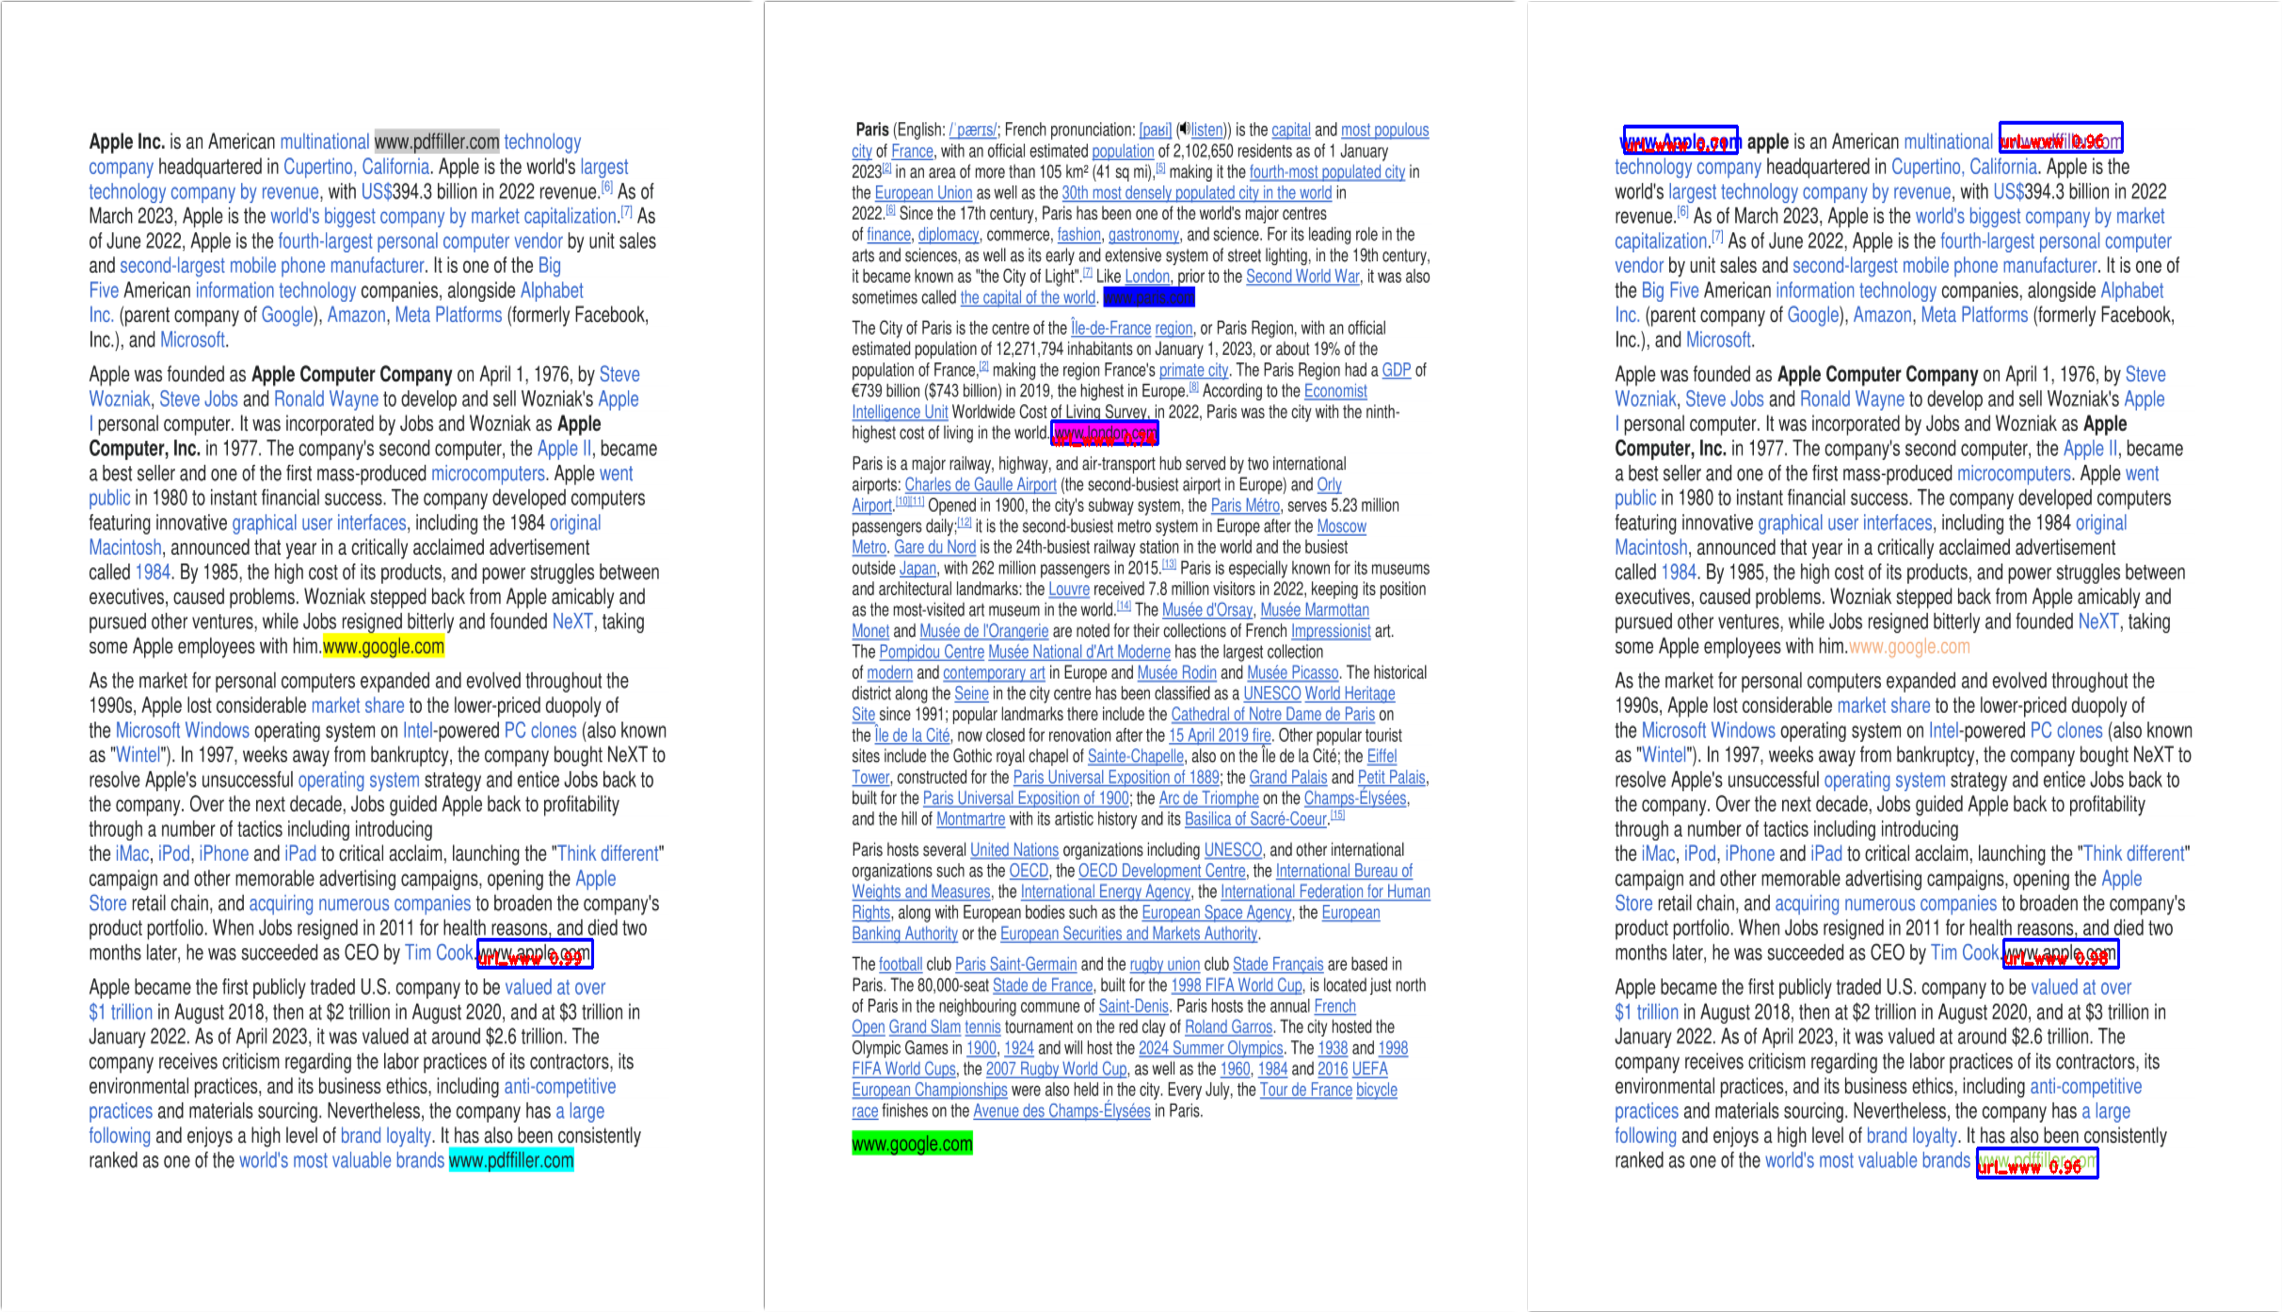 Apple Inc. is an American multinational www.pdffiller.com technology
company headquartered in Cupertino, California. Apple is the world's largest
technology company by revenue, with US$394.3 billion in 2022 revenue.[6] As of
March 2023, Apple is the world's biggest company by market capitalization.[7] As
of June 2022, Apple is the fourth-largest personal computer vendor by unit sales
and second-largest mobile phone manufacturer. It is one of the Big
Five American information technology companies, alongside Alphabet
Inc. (parent company of Google), Amazon, Meta Platforms (formerly Facebook,
Inc.), and Microsoft.
Apple was founded as Apple Computer Company on April 1, 1976, by Steve
Wozniak, Steve Jobs and Ronald Wayne to develop and sell Wozniak's Apple
I personal computer. It was incorporated by Jobs and Wozniak as Apple
Computer, Inc. in 1977. The company's second computer, the Apple II, became
a best seller and one of the first mass-produced microcomputers. Apple went
public in 1980 to instant financial success. The company developed computers
featuring innovative graphical user interfaces, including the 1984 original
Macintosh, announced that year in a critically acclaimed advertisement
called 1984. By 1985, the high cost of its products, and power struggles between
executives, caused problems. Wozniak stepped back from Apple amicably and
pursued other ventures, while Jobs resigned bitterly and founded NeXT, taking
some Apple employees with him.www.google.com
As the market for personal computers expanded and evolved throughout the
1990s, Apple lost considerable market share to the lower-priced duopoly of
the Microsoft Windows operating system on Intel-powered PC clones (also known
as "Wintel"). In 1997, weeks away from bankruptcy, the company bought NeXT to
resolve Apple's unsuccessful operating system strategy and entice Jobs back to
the company. Over the next decade, Jobs guided Apple back to profitability
through a number of tactics including introducing
the iMac, iPod, iPhone and iPad to critical acclaim, launching the "Think different"
campaign and other memorable advertising campaigns, opening the Apple
Store retail chain, and acquiring numerous companies to broaden the company's
product portfolio. When Jobs resigned in 2011 for health reasons, and died two
months later, he was succeeded as CEO by Tim Cook.www.apple.com
url_www 0.99
Apple became the first publicly traded U.S. company to be valued at over
$1 trillion in August 2018, then at $2 trillion in August 2020, and at $3 trillion in
January 2022. As of April 2023, it was valued at around $2.6 trillion. The
company receives criticism regarding the labor practices of its contractors, its
environmental practices, and its business ethics, including anti-competitive
practices and materials sourcing. Nevertheless, the company has a large
following and enjoys a high level of brand loyalty. It has also been consistently
ranked as one of the world's most valuable brands www.pdffiller.com
Paris (English: /ˈpærɪs/; French pronunciation: [paʁi] (listen)) is the capital and most populous
city of France, with an official estimated population of 2,102,650 residents as of 1 January
2023[2] in an area of more than 105 km² (41 sq mi),[5] making it the fourth-most populated city in
the European Union as well as the 30th most densely populated city in the world in
2022.[6] Since the 17th century, Paris has been one of the world's major centres
of finance, diplomacy, commerce, fashion, gastronomy, and science. For its leading role in the
arts and sciences, as well as its early and extensive system of street lighting, in the 19th century,
it became known as "the City of Light".[7] Like London, prior to the Second World War, it was also
sometimes called the capital of the world. www.paris.com
The City of Paris is the centre of the Île-de-France region, or Paris Region, with an official
estimated population of 12,271,794 inhabitants on January 1, 2023, or about 19% of the
population of France,[2] making the region France's primate city. The Paris Region had a GDP of
€739 billion ($743 billion) in 2019, the highest in Europe.[8] According to the Economist
Intelligence Unit Worldwide Cost of Living Survey, in 2022, Paris was the city with the ninth-
highest cost of living in the world.www.london.com
Paris is a major railway, highway, and air-transport hub served by two international
airports: Charles de Gaulle Airport (the second-busiest airport in Europe) and Orly
Airport.[10][11] Opened in 1900, the city's subway system, the Paris Métro, serves 5.23 million
passengers daily;[12] it is the second-busiest metro system in Europe after the Moscow
Metro. Gare du Nord is the 24th-busiest railway station in the world and the busiest
outside Japan, with 262 million passengers in 2015.[13] Paris is especially known for its museums
and architectural landmarks: the Louvre received 7.8 million visitors in 2022, keeping its position
as the most-visited art museum in the world.[14] The Musée d'Orsay, Musée Marmottan
Monet and Musée de l'Orangerie are noted for their collections of French Impressionist art.
The Pompidou Centre Musée National d'Art Moderne has the largest collection
of modern and contemporary art in Europe and Musée Rodin and Musée Picasso. The historical
district along the Seine in the city centre has been classified as a UNESCO World Heritage
Site since 1991; popular landmarks there include the Cathedral of Notre Dame de Paris on
the Île de la Cité, now closed for renovation after the 15 April 2019 fire. Other popular tourist
sites include the Gothic royal chapel of Sainte-Chapelle, also on the Île de la Cité; the Eiffel
Tower, constructed for the Paris Universal Exposition of 1889; the Grand Palais and Petit Palais,
built for the Paris Universal Exposition of 1900; the Arc de Triomphe on the Champs-Élysées,
and the hill of Montmartre with its artistic history and its Basilica of Sacré-Coeur.[15]
Paris hosts several United Nations organizations including UNESCO, and other international
organizations such as the OECD, the OECD Development Centre, the International Bureau of
Weights and Measures, the International Energy Agency, the International Federation for Human
Rights, along with European bodies such as the European Space Agency, the European
Banking Authority or the European Securities and Markets Authority.
The football club Paris Saint-Germain and the rugby union club Stade Français are based in
Paris. The 80,000-seat Stade de France, built for the 1998 FIFA World Cup, is located just north
of Paris in the neighbouring commune of Saint-Denis. Paris hosts the annual French
Open Grand Slam tennis tournament on the red clay of Roland Garros. The city hosted the
Olympic Games in 1900, 1924 and will host the 2024 Summer Olympics. The 1938 and 1998
FIFA World Cups, the 2007 Rugby World Cup, as well as the 1960, 1984 and 2016 UEFA
European Championships were also held in the city. Every July, the Tour de France bicycle
race finishes on the Avenue des Champs-Élysées in Paris.
www.google.com
www.Apple.com apple is an American multinational www.pdffiller.com
url_www 0.96
technology company headquartered in Cupertino, California. Apple is the
world's largest technology company by revenue, with US$394.3 billion in 2022
revenue.[6] As of March 2023, Apple is the world's biggest company by market
capitalization.[7] As of June 2022, Apple is the fourth-largest personal computer
vendor by unit sales and second-largest mobile phone manufacturer. It is one of
the Big Five American information technology companies, alongside Alphabet
Inc. (parent company of Google), Amazon, Meta Platforms (formerly Facebook,
Inc.), and Microsoft.
Apple was founded as Apple Computer Company on April 1, 1976, by Steve
Wozniak, Steve Jobs and Ronald Wayne to develop and sell Wozniak's Apple
I personal computer. It was incorporated by Jobs and Wozniak as Apple
Computer, Inc. in 1977. The company's second computer, the Apple II, became
a best seller and one of the first mass-produced microcomputers. Apple went
public in 1980 to instant financial success. The company developed computers
featuring innovative graphical user interfaces, including the 1984 original
Macintosh, announced that year in a critically acclaimed advertisement
called 1984. By 1985, the high cost of its products, and power struggles between
executives, caused problems. Wozniak stepped back from Apple amicably and
pursued other ventures, while Jobs resigned bitterly and founded NeXT, taking
some Apple employees with him.www.google.com
As the market for personal computers expanded and evolved throughout the
1990s, Apple lost considerable market share to the lower-priced duopoly of
the Microsoft Windows operating system on Intel-powered PC clones (also known
as "Wintel"). In 1997, weeks away from bankruptcy, the company bought NeXT to
resolve Apple's unsuccessful operating system strategy and entice Jobs back to
the company. Over the next decade, Jobs guided Apple back to profitability
through a number of tactics including introducing
the iMac, iPod, iPhone and iPad to critical acclaim, launching the "Think different"
campaign and other memorable advertising campaigns, opening the Apple
Store retail chain, and acquiring numerous companies to broaden the company's
product portfolio. When Jobs resigned in 2011 for health reasons, and died two
months later, he was succeeded as CEO by Tim Cook.www.apple.com
url_www 0.98
Apple became the first publicly traded U.S. company to be valued at over
$1 trillion in August 2018, then at $2 trillion in August 2020, and at $3 trillion in
January 2022. As of April 2023, it was valued at around $2.6 trillion. The
company receives criticism regarding the labor practices of its contractors, its
environmental practices, and its business ethics, including anti-competitive
practices and materials sourcing. Nevertheless, the company has a large
following and enjoys a high level of brand loyalty. It has also been consistently
ranked as one of the world's most valuable brands www.pdffiller.com
url_www 0.96